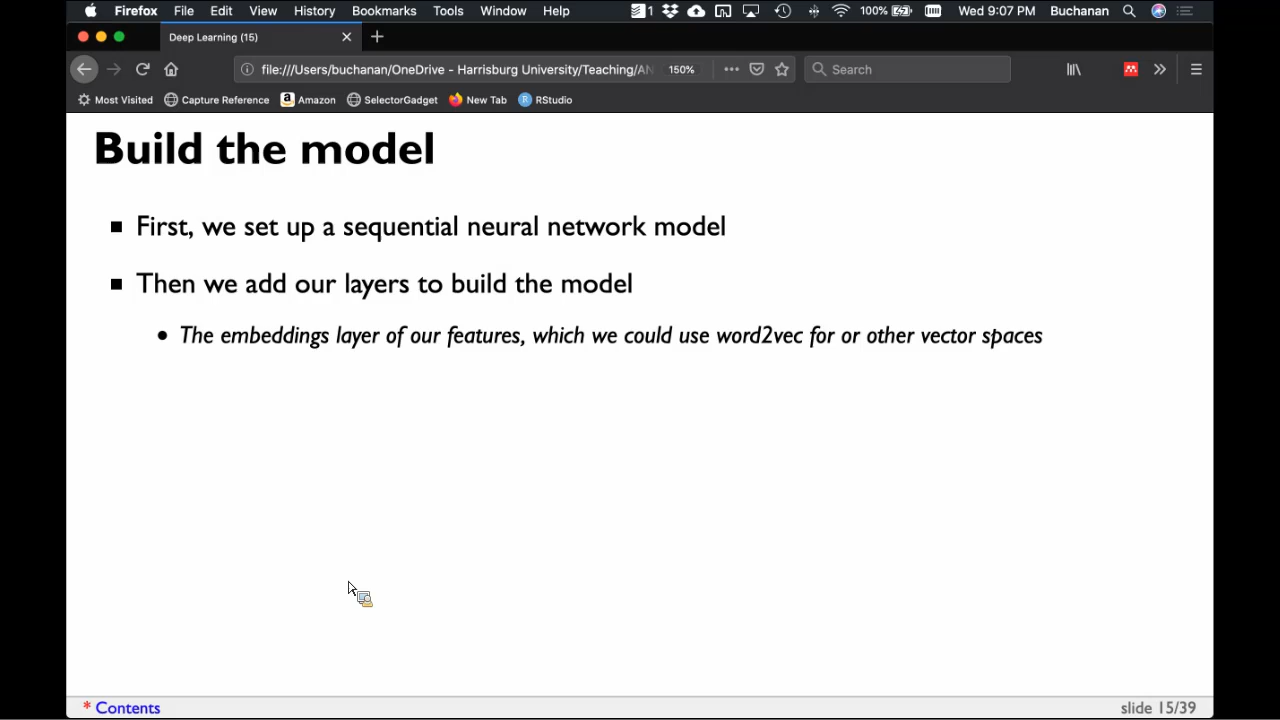 Firefox File Edit View History Bookmarks Tools Window Help 1 100% Wed 9:07 PM Buchanan
Deep Learning (15)
file:///Users/buchanan/OneDrive - Harrisburg University/Teaching/AN 150% Search
Most Visited Capture Reference Amazon SelectorGadget New Tab RStudio
Build the model
First, we set up a sequential neural network model
Then we add our layers to build the model
The embeddings layer of our features, which we could use word2vec for or other vector spaces
* Contents slide 15/39